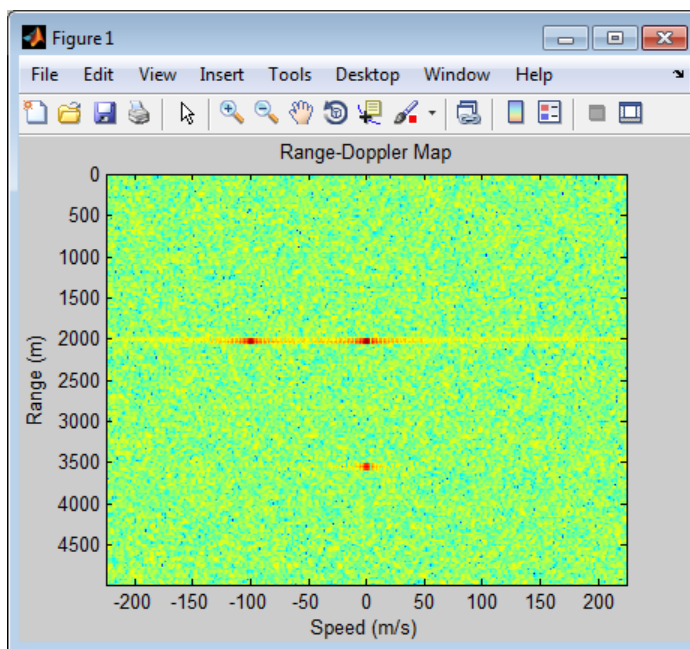 Figure 1
File Edit View Insert Tools Desktop Window Help
Range-Doppler Map
0
500
1000
1500
2000
2500
3000
3500
4000
4500
Range (m)
-200 -150 -100 -50 0 50 100 150 200
Speed (m/s)